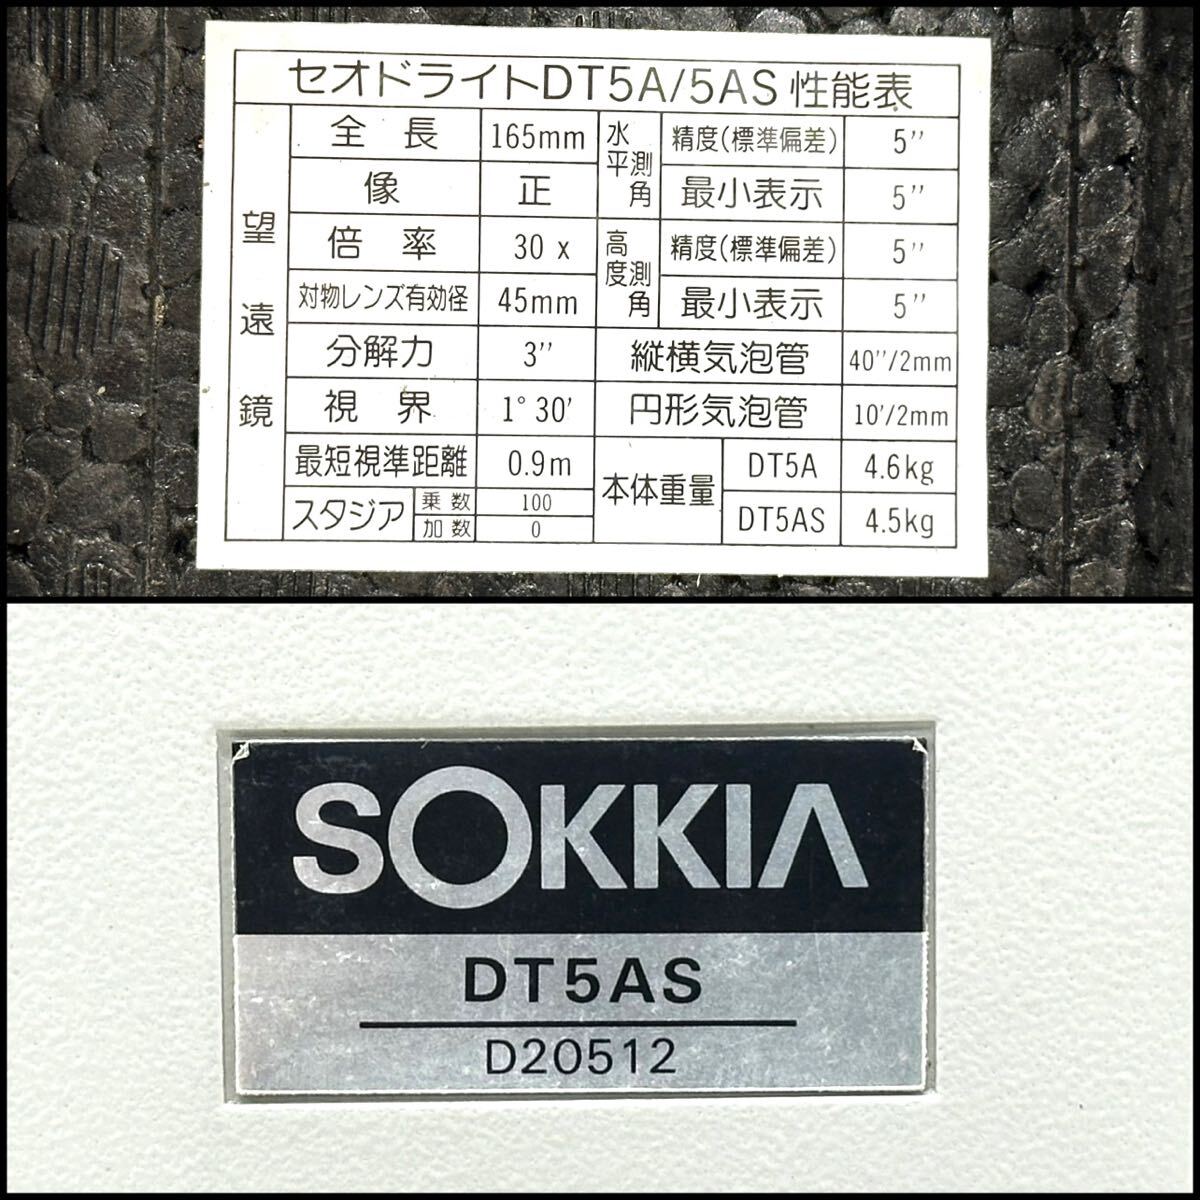 セオドライトDT5A/5AS 性能表
望遠鏡
全長 165mm
像 正
倍率 30 x
対物レンズ有効径 45mm
分解力 3"
視界 1° 30'
最短視準距離 0.9m
スタジア 乗数 100
加数 0
水平測角 精度(標準偏差) 5"
最小表示 5"
高度測角 精度(標準偏差) 5"
最小表示 5"
縦横気泡管 40"/2mm
円形気泡管 10'/2mm
本体重量 DT5A 4.6kg
DT5AS 4.5kg
SOKKIA
DT5AS
D20512